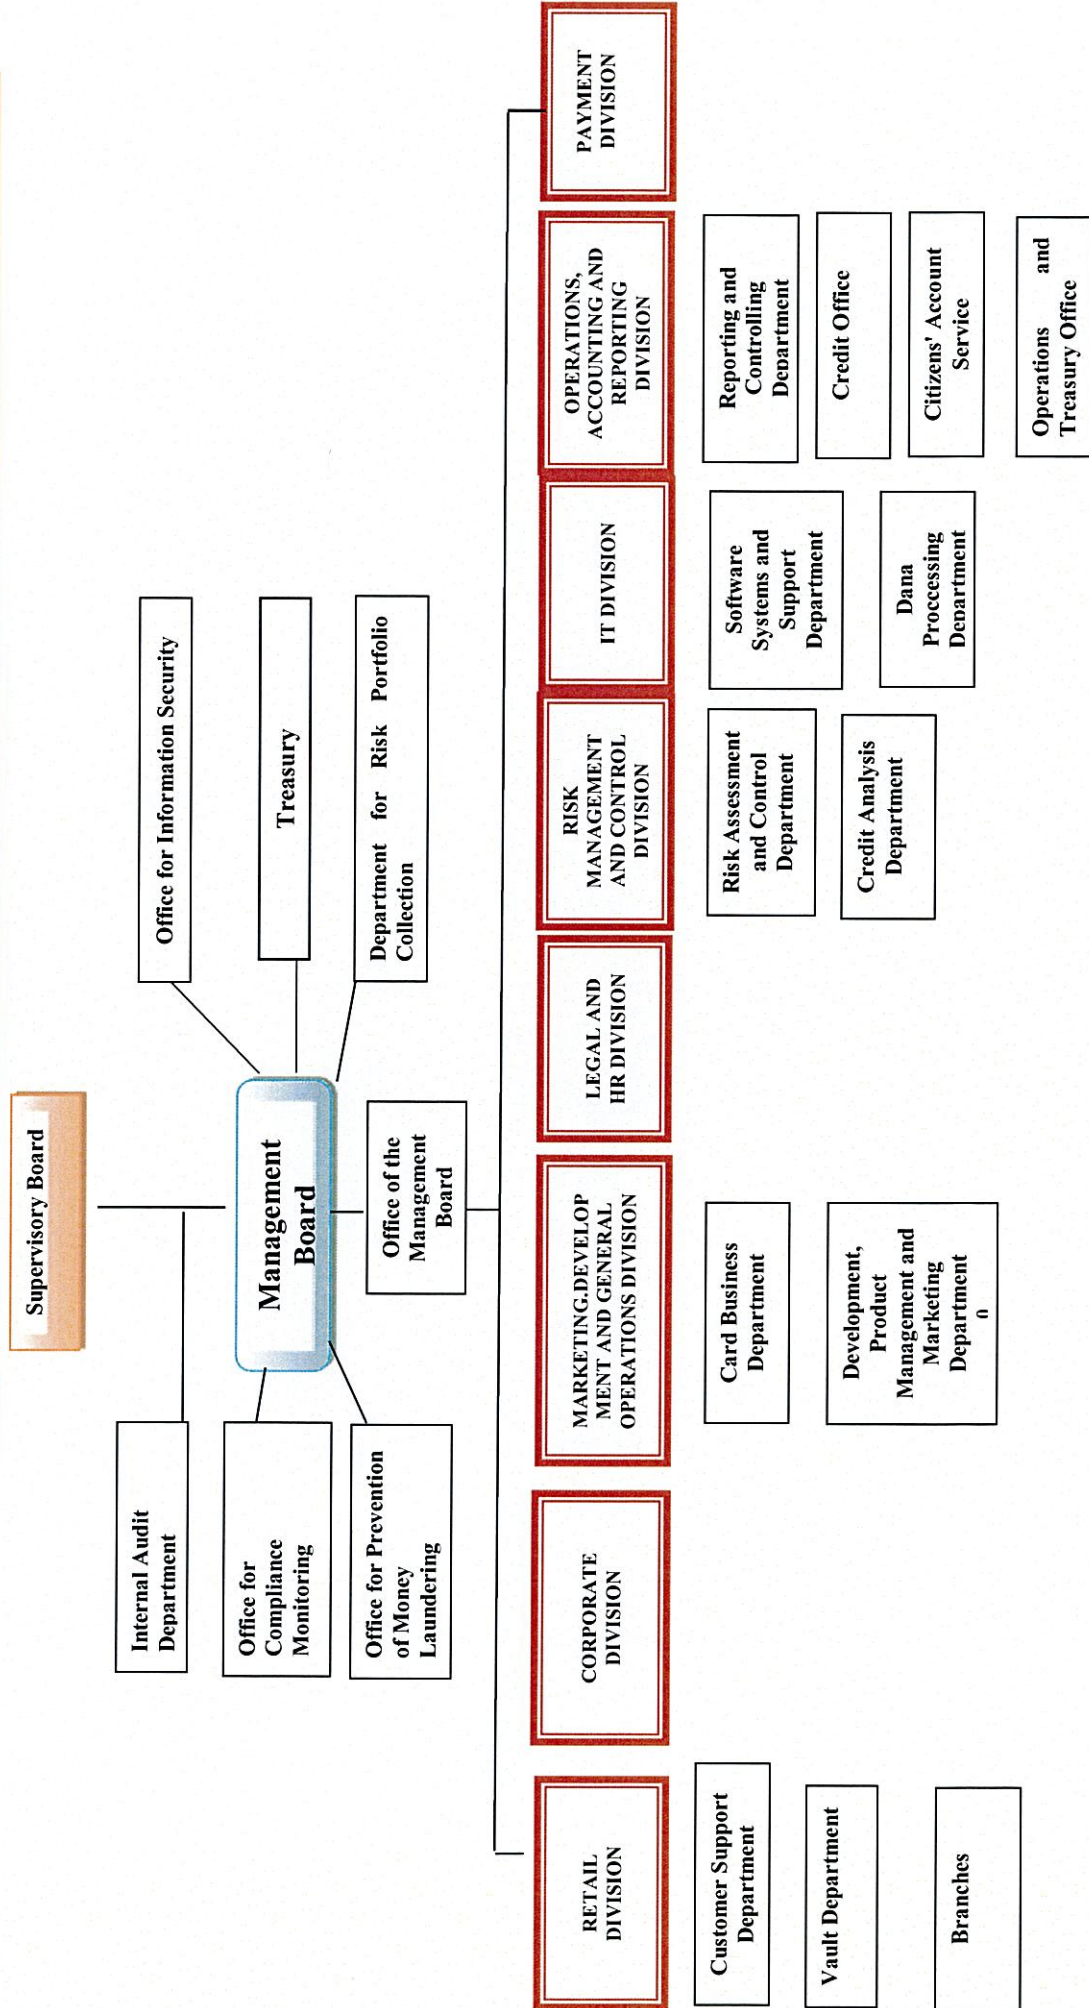 Supervisory Board
Internal Audit
Department
Office for Information Security
Management
Board
Office for
Compliance
Monitoring
Treasury
Office for Prevention
of Money
Laundering
Office of the
Management
Board
Department for Risk Portfolio
Collection
RETAIL
DIVISION
CORPORATE
DIVISION
MARKETING.DEVELOP
MENT AND GENERAL
OPERATIONS DIVISION
LEGAL AND
HR DIVISION
RISK
MANAGEMENT
AND CONTROL
DIVISION
IT DIVISION
OPERATIONS,
ACCOUNTING AND
REPORTING
DIVISION
PAYMENT
DIVISION
Customer Support
Department
Vault Department
Branches
Card Business
Department
Development,
Product
Management and
Marketing
Department
Risk Assessment
and Control
Department
Credit Analysis
Department
Software
Systems and
Support
Department
Dana
Proccessing
Department
Reporting and
Controlling
Department
Credit Office
Citizens' Account
Service
Operations and
Treasury Office